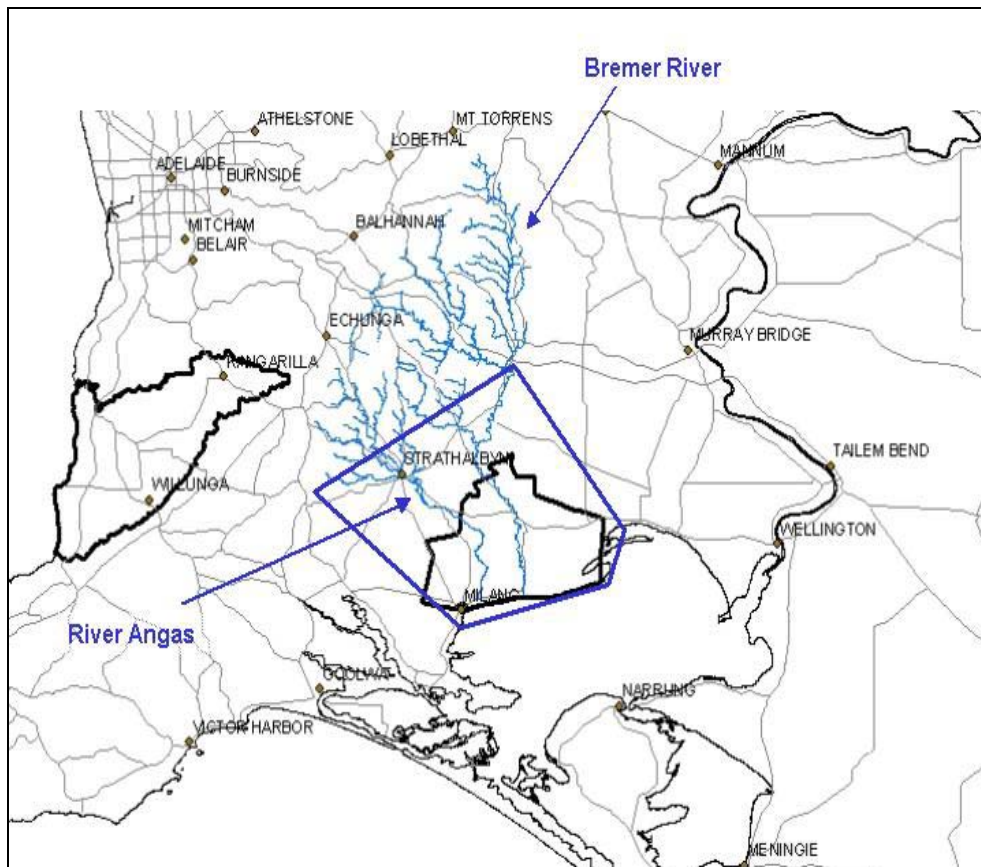 Bremer River
ATHELSTONE
MT TORRENS
LOBETHAL
MANNUM
ADELAIDE
BURNSIDE
MITCHAM
BALHANNAH
BELAIR
ECHUNGA
MURRAY BRIDGE
KANGARILLA
STRATHALBYN
TAILEM BEND
WILLUNGA
WELLINGTON
MILANG
River Angas
GOOLWA
NARRUNG
VICTOR HARBOR
MENINGIE